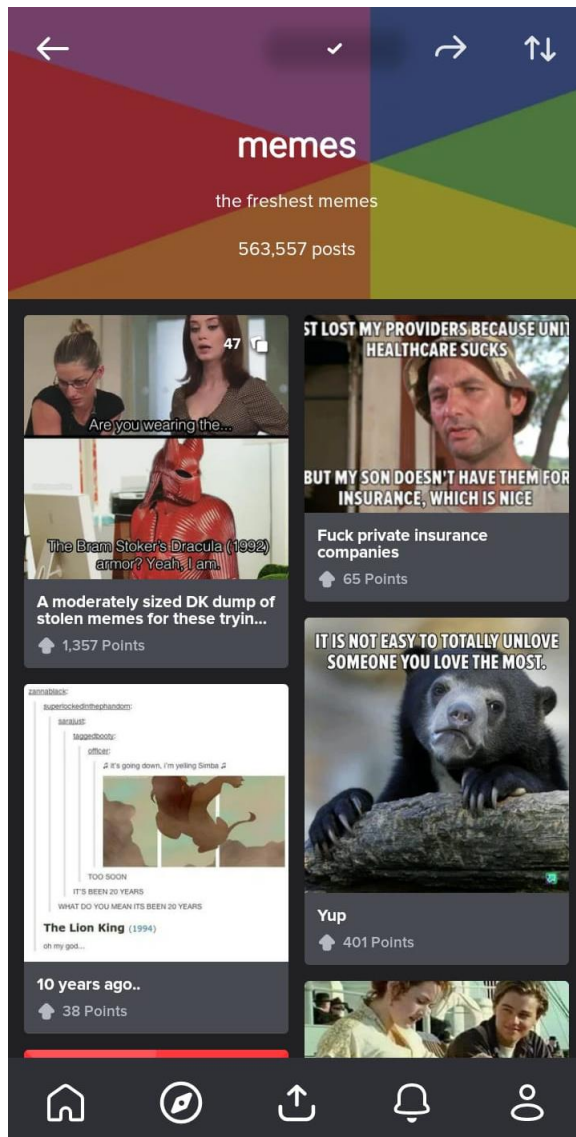 memes
the freshest memes
563,557 posts
47
Are you wearing the...
The Bram Stoker's Dracula (1992)
armor? Yeah, I am.
A moderately sized DK dump of
stolen memes for these tryin...
1,357 Points
ST LOST MY PROVIDERS BECAUSE UNIT
HEALTHCARE SUCKS
BUT MY SON DOESN'T HAVE THEM FOR
INSURANCE, WHICH IS NICE
Fuck private insurance
companies
65 Points
zannablack:
superlockedinthephandom:
sarajust:
taggedbooty:
officer:
♫ it's going down, i'm yelling Simba ♫
TOO SOON
IT'S BEEN 20 YEARS
WHAT DO YOU MEAN ITS BEEN 20 YEARS
The Lion King (1994)
oh my god...
10 years ago..
38 Points
IT IS NOT EASY TO TOTALLY UNLOVE
SOMEONE YOU LOVE THE MOST.
Yup
401 Points